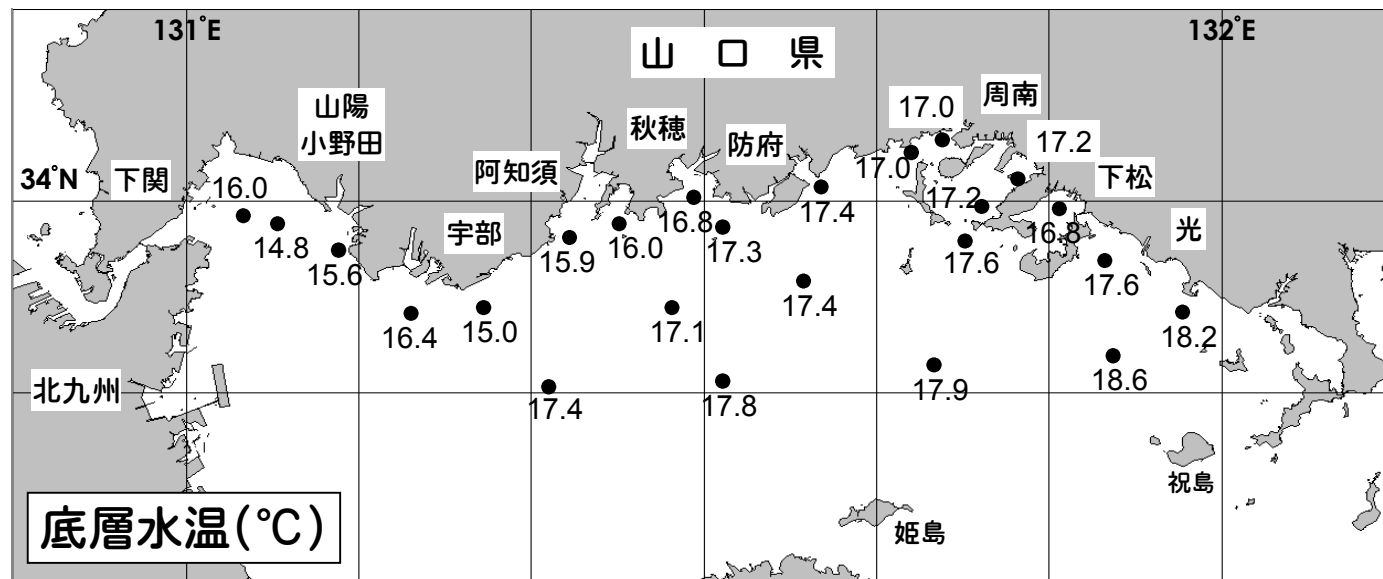 131°E
132°E
山口県
山陽
小野田
秋穂
防府
17.0
周南
17.2
34°N
下関
阿知須
17.0
下松
16.0
宇部
16.8
17.4
17.2
光
14.8
15.6
15.9
16.0
17.3
17.6
16.8
17.6
16.4
15.0
17.1
17.4
18.2
北九州
17.4
17.8
17.9
18.6
祝島
底層水温(℃)
姫島